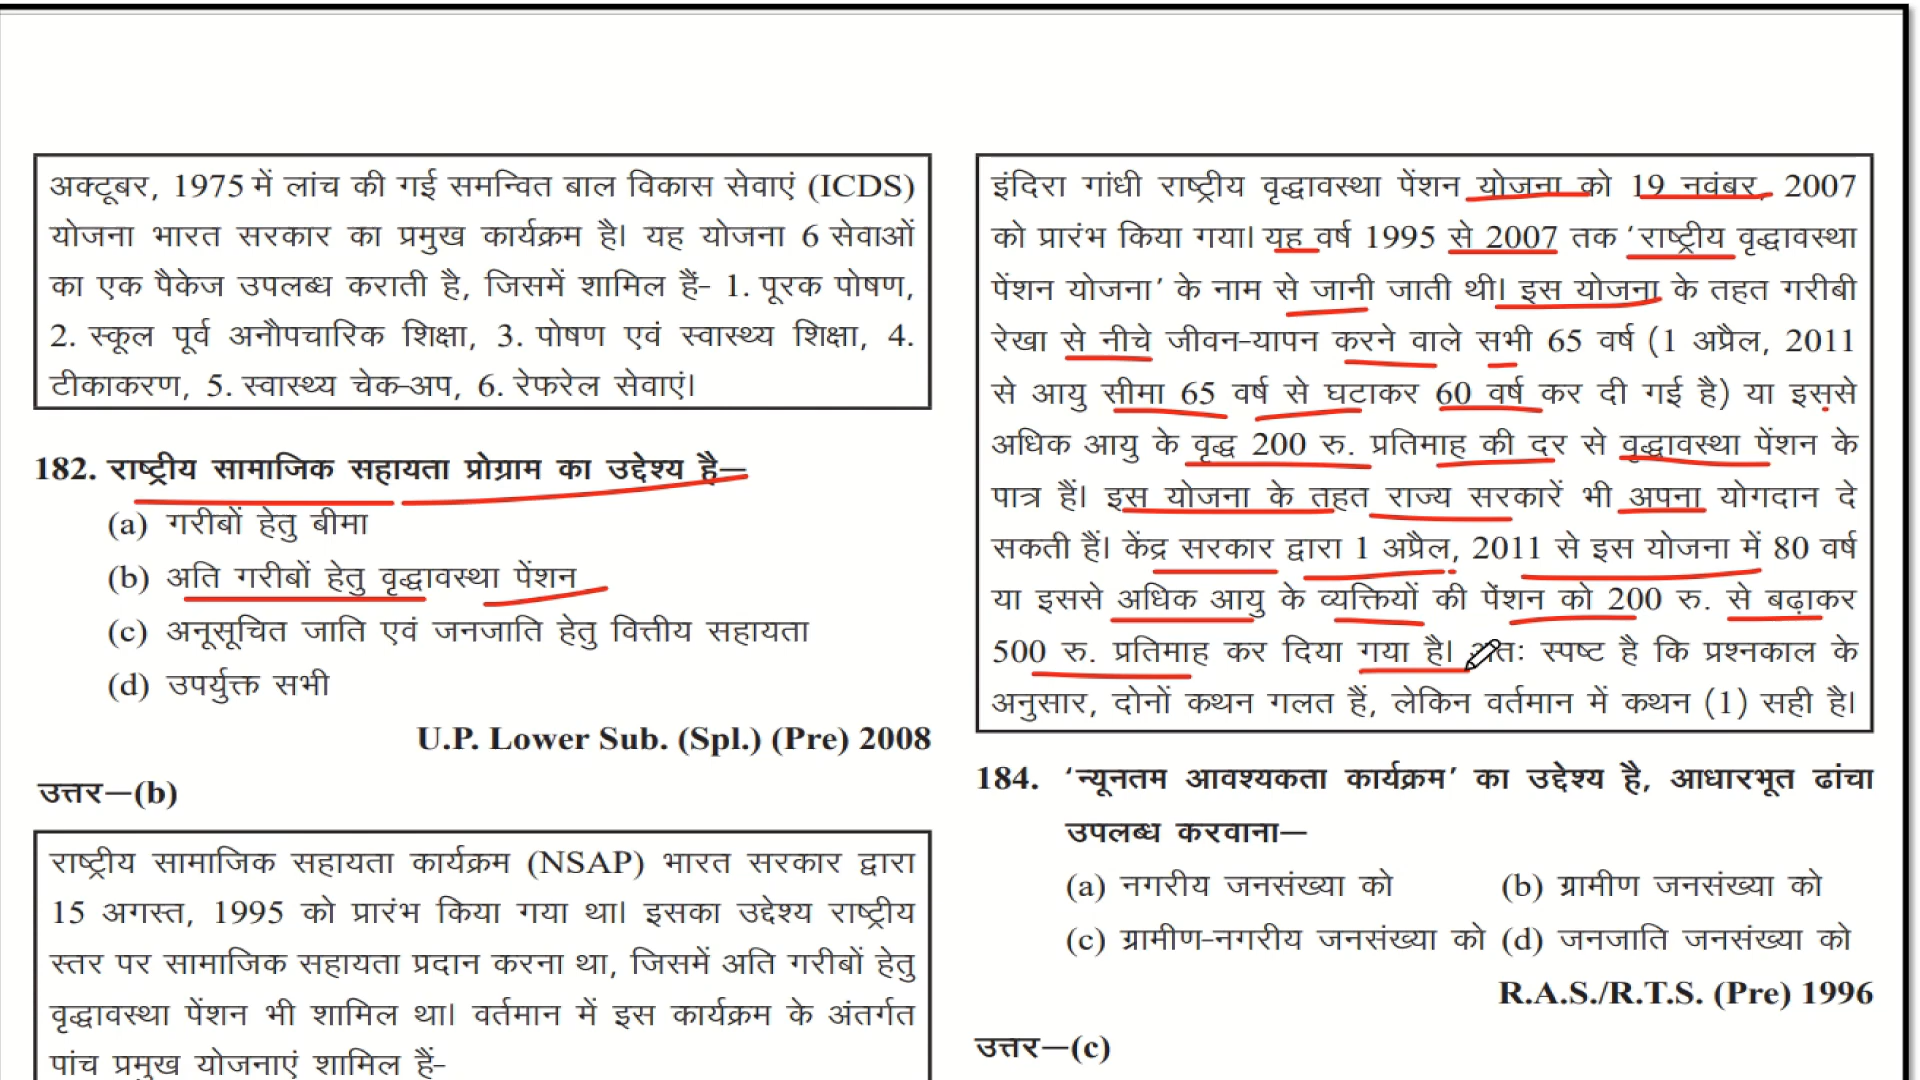 अक्टूबर, 1975 में लांच की गई समन्वित बाल विकास सेवाएं (ICDS)
योजना भारत सरकार का प्रमुख कार्यक्रम है। यह योजना 6 सेवाओं
का एक पैकेज उपलब्ध कराती है, जिसमें शामिल हैं- 1. पूरक पोषण,
2. स्कूल पूर्व अनौपचारिक शिक्षा, 3. पोषण एवं स्वास्थ्य शिक्षा, 4.
टीकाकरण, 5. स्वास्थ्य चेक-अप, 6. रेफरेल सेवाएं।
182. राष्ट्रीय सामाजिक सहायता प्रोग्राम का उद्देश्य है—
(a) गरीबों हेतु बीमा
(b) अति गरीबों हेतु वृद्धावस्था पेंशन
(c) अनूसूचित जाति एवं जनजाति हेतु वित्तीय सहायता
(d) उपर्युक्त सभी
U.P. Lower Sub. (Spl.) (Pre) 2008
उत्तर—(b)
राष्ट्रीय सामाजिक सहायता कार्यक्रम (NSAP) भारत सरकार द्वारा
15 अगस्त, 1995 को प्रारंभ किया गया था। इसका उद्देश्य राष्ट्रीय
स्तर पर सामाजिक सहायता प्रदान करना था, जिसमें अति गरीबों हेतु
वृद्धावस्था पेंशन भी शामिल था। वर्तमान में इस कार्यक्रम के अंतर्गत
पांच प्रमुख योजनाएं शामिल हैं-
इंदिरा गांधी राष्ट्रीय वृद्धावस्था पेंशन योजना को 19 नवंबर, 2007
को प्रारंभ किया गया। यह वर्ष 1995 से 2007 तक ‘राष्ट्रीय वृद्धावस्था
पेंशन योजना’ के नाम से जानी जाती थी। इस योजना के तहत गरीबी
रेखा से नीचे जीवन-यापन करने वाले सभी 65 वर्ष (1 अप्रैल, 2011
से आयु सीमा 65 वर्ष से घटाकर 60 वर्ष कर दी गई है) या इससे
अधिक आयु के वृद्ध 200 रु. प्रतिमाह की दर से वृद्धावस्था पेंशन के
पात्र हैं। इस योजना के तहत राज्य सरकारें भी अपना योगदान दे
सकती हैं। केंद्र सरकार द्वारा 1 अप्रैल, 2011 से इस योजना में 80 वर्ष
या इससे अधिक आयु के व्यक्तियों की पेंशन को 200 रु. से बढ़ाकर
500 रु. प्रतिमाह कर दिया गया है। अतः स्पष्ट है कि प्रश्नकाल के
अनुसार, दोनों कथन गलत हैं, लेकिन वर्तमान में कथन (1) सही है।
184. ‘न्यूनतम आवश्यकता कार्यक्रम’ का उद्देश्य है, आधारभूत ढांचा
उपलब्ध करवाना—
(a) नगरीय जनसंख्या को (b) ग्रामीण जनसंख्या को
(c) ग्रामीण-नगरीय जनसंख्या को (d) जनजाति जनसंख्या को
R.A.S./R.T.S. (Pre) 1996
उत्तर—(c)